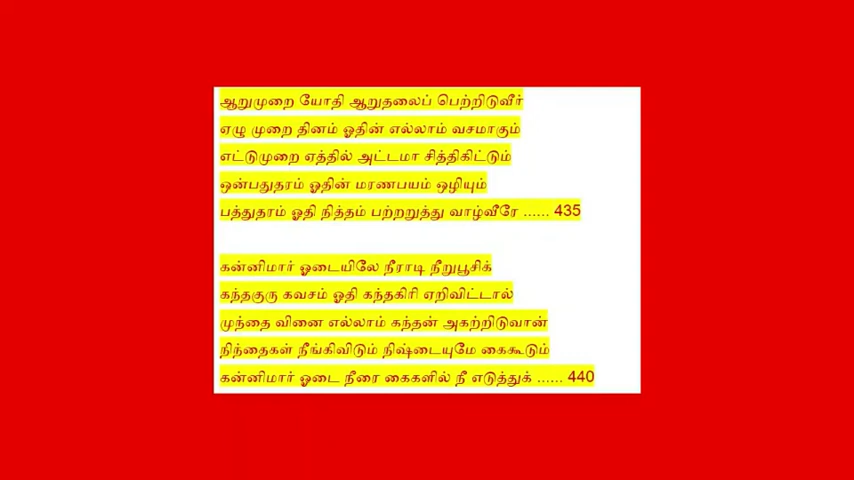 ஆறுமுறை யோதி ஆறுதலைப் பெற்றிடுவீர்
ஏழு முறை தினம் ஓதின் எல்லாம் வசமாகும்
எட்டுமுறை ஏத்தில் அட்டமா சித்திகிட்டும்
ஒன்பதுதரம் ஓதின் மரணபயம் ஒழியும்
பத்துதரம் ஓதி நித்தம் பற்றறுத்து வாழ்வீரே ...... 435
கன்னிமார் ஓடையிலே நீராடி நீறுபூசிக்
கந்தகுரு கவசம் ஓதி கந்தகிரி ஏறிவிட்டால்
முந்தை வினை எல்லாம் கந்தன் அகற்றிடுவான்
நிந்தைகள் நீங்கிவிடும் நிஷ்டையுமே கைகூடும்
கன்னிமார் ஓடை நீரை கைகளில் நீ எடுத்துக் ...... 440